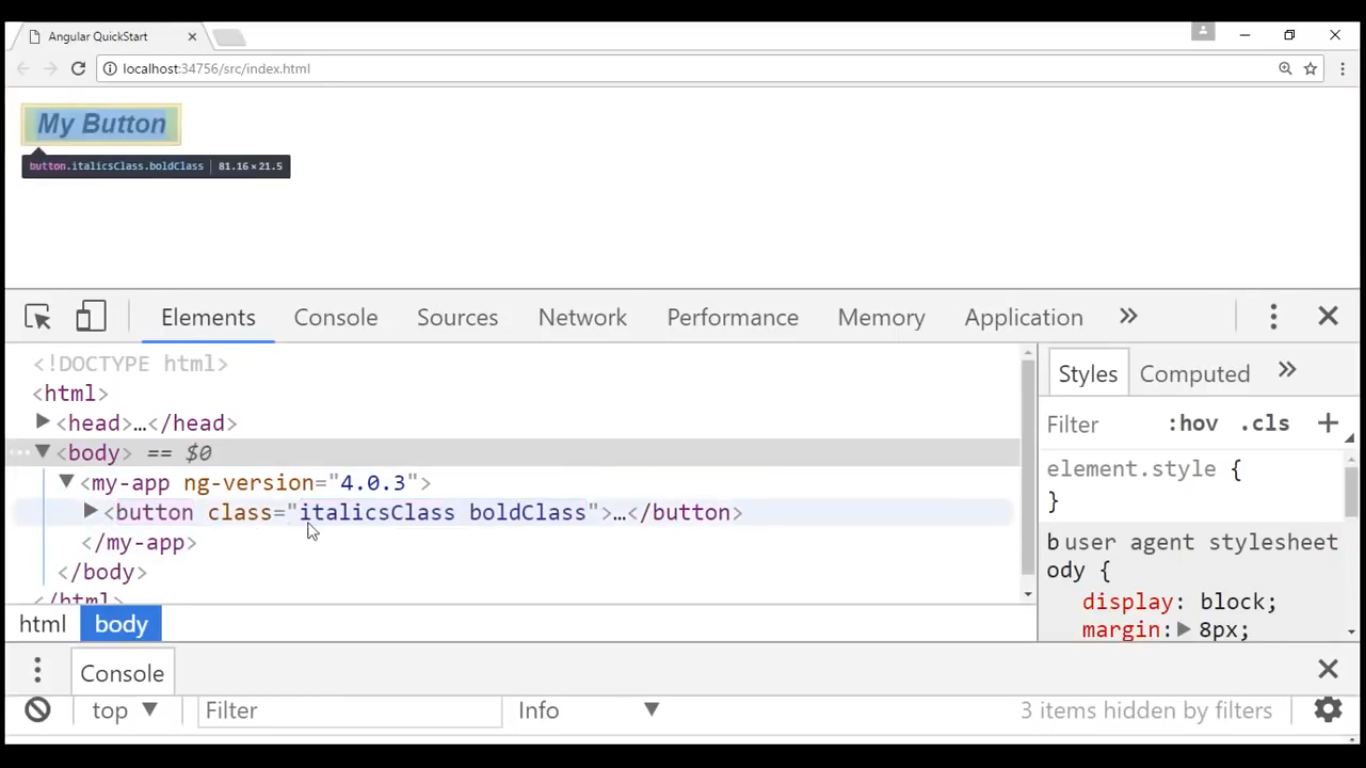 Angular QuickStart
localhost:34756/src/index.html
My Button
button.italicsClass.boldClass | 81.16 × 21.5
Elements Console Sources Network Performance Memory Application »
<!DOCTYPE html>
<html>
▶<head>…</head>
▼<body> == $0
▼<my-app ng-version="4.0.3">
▶<button class="italicsClass boldClass">…</button>
</my-app>
</body>
</html>
html body
Styles Computed »
Filter :hov .cls +
element.style {
}
b user agent stylesheet
ody {
display: block;
margin:▶ 8px;
Console
top ▼ Filter Info ▼ 3 items hidden by filters